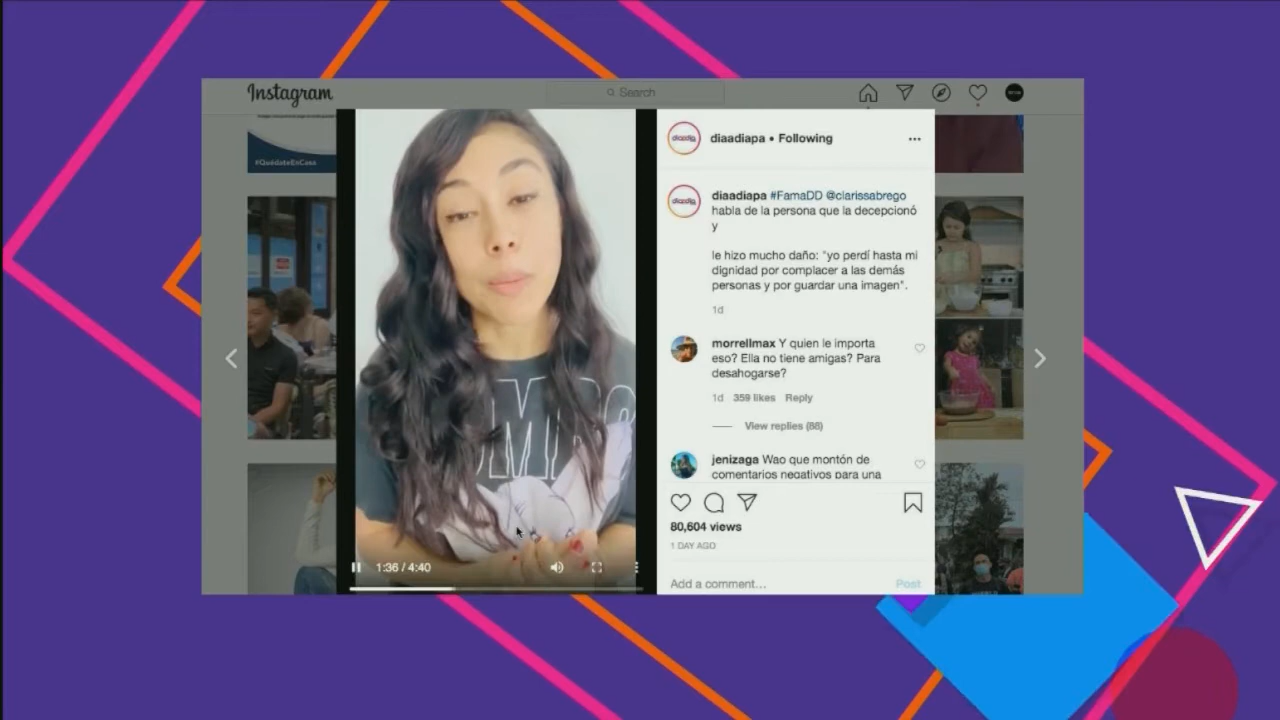 Instagram
Search
#QuédateEnCasa
diaadiapa • Following
diaadiapa #FamaDD @clarissabrego
habla de la persona que la decepcionó
y
le hizo mucho daño: "yo perdí hasta mi
dignidad por complacer a las demás
personas y por guardar una imagen".
1d
morrellmax Y quien le importa
eso? Ella no tiene amigas? Para
desahogarse?
1d 359 likes Reply
View replies (88)
jenizaga Wao que montón de
comentarios negativos para una
80,604 views
1 DAY AGO
Add a comment...
Post
1:36 / 4:40